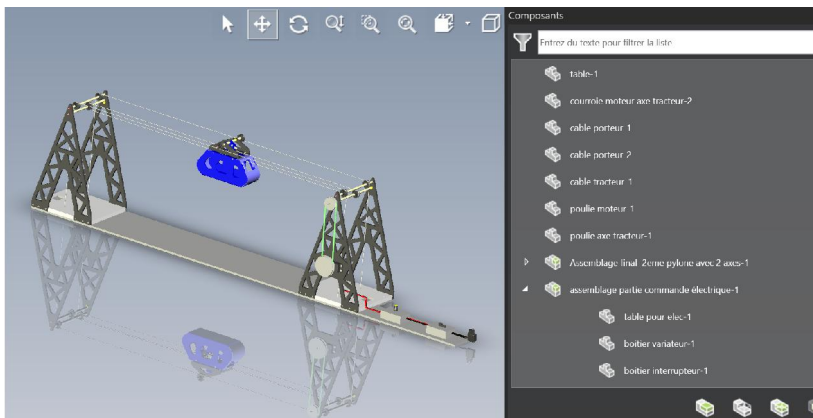 Composants
Entrez du texte pour filtrer la liste
table-1
courroie moteur axe tracteur-2
cable porteur-1
cable porteur-2
cable tracteur-1
poulie moteur-1
poulie axe tracteur-1
Assemblage final 2eme pylone avec 2 axes-1
assemblage partie commande électrique-1
table pour elec-1
boitier variateur-1
boitier interrupteur-1